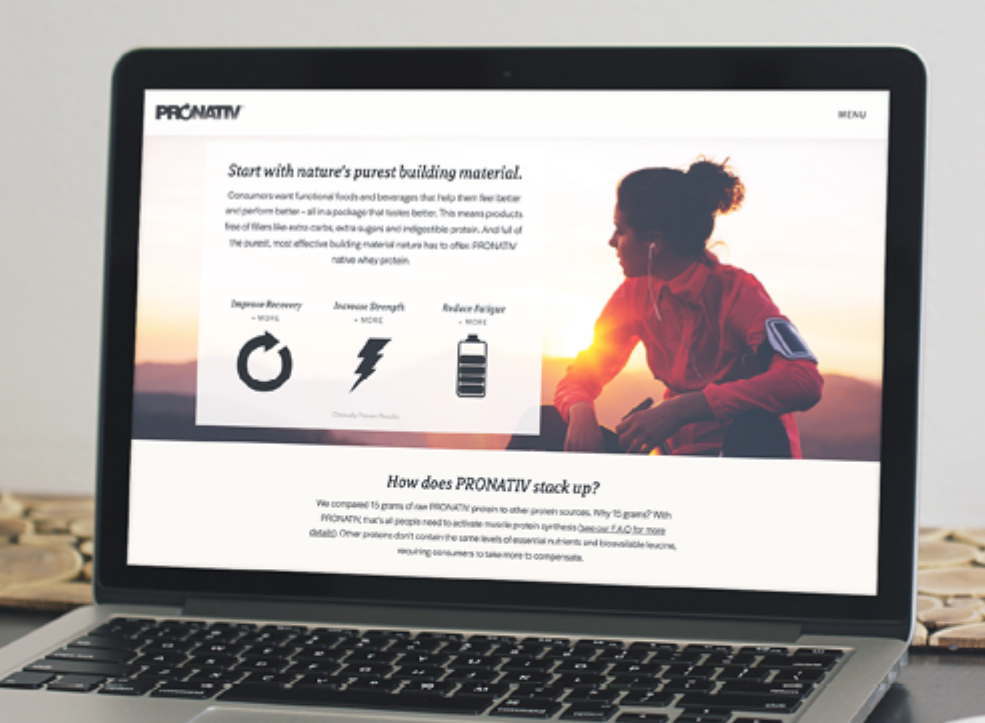 PRONATIV
MENU
Start with nature's purest building material.
Consumers want functional foods and beverages that help them feel better
and perform better – all in a package that tastes better. This means products
free of fillers like extra carbs, extra sugars and indigestible protein. And full of
the purest, most effective building material nature has to offer. PRONATIV
native whey protein.
Improve Recovery
Increase Strength
Reduce Fatigue
+ MORE
+ MORE
+ MORE
Clinically Proven Results
How does PRONATIV stack up?
We compared 15 grams of raw PRONATIV protein to other protein sources. Why 15 grams? With
PRONATIV, that's all people need to activate muscle protein synthesis (see our F.A.Q for more
details). Other proteins don't contain the same levels of essential nutrients and bioavailable leucine,
requiring consumers to take more to compensate.